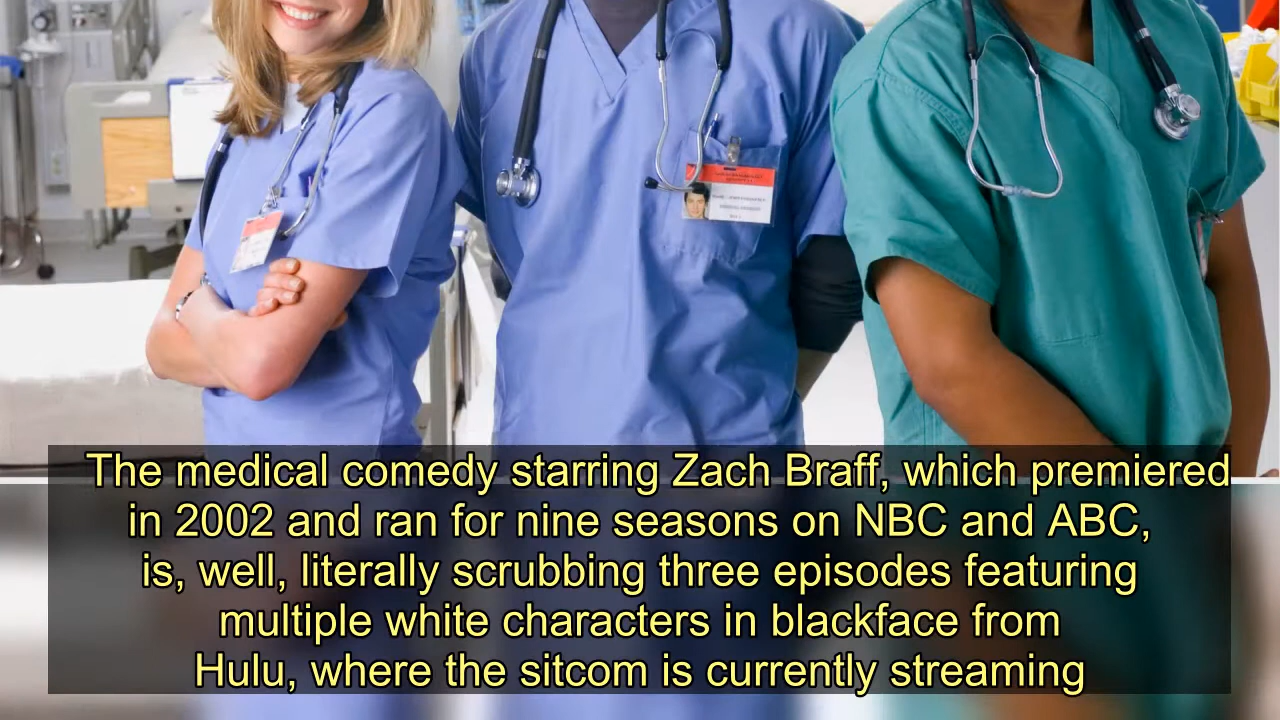 The medical comedy starring Zach Braff, which premiered
in 2002 and ran for nine seasons on NBC and ABC,
is, well, literally scrubbing three episodes featuring
multiple white characters in blackface from
Hulu, where the sitcom is currently streaming